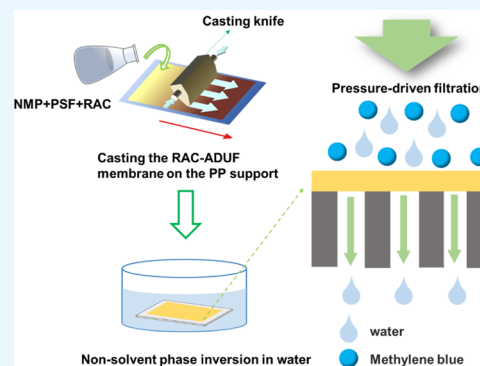 Casting knife
NMP+PSF+RAC
Casting the RAC-ADUF
membrane on the PP support
Non-solvent phase inversion in water
Pressure-driven filtration
water
Methylene blue